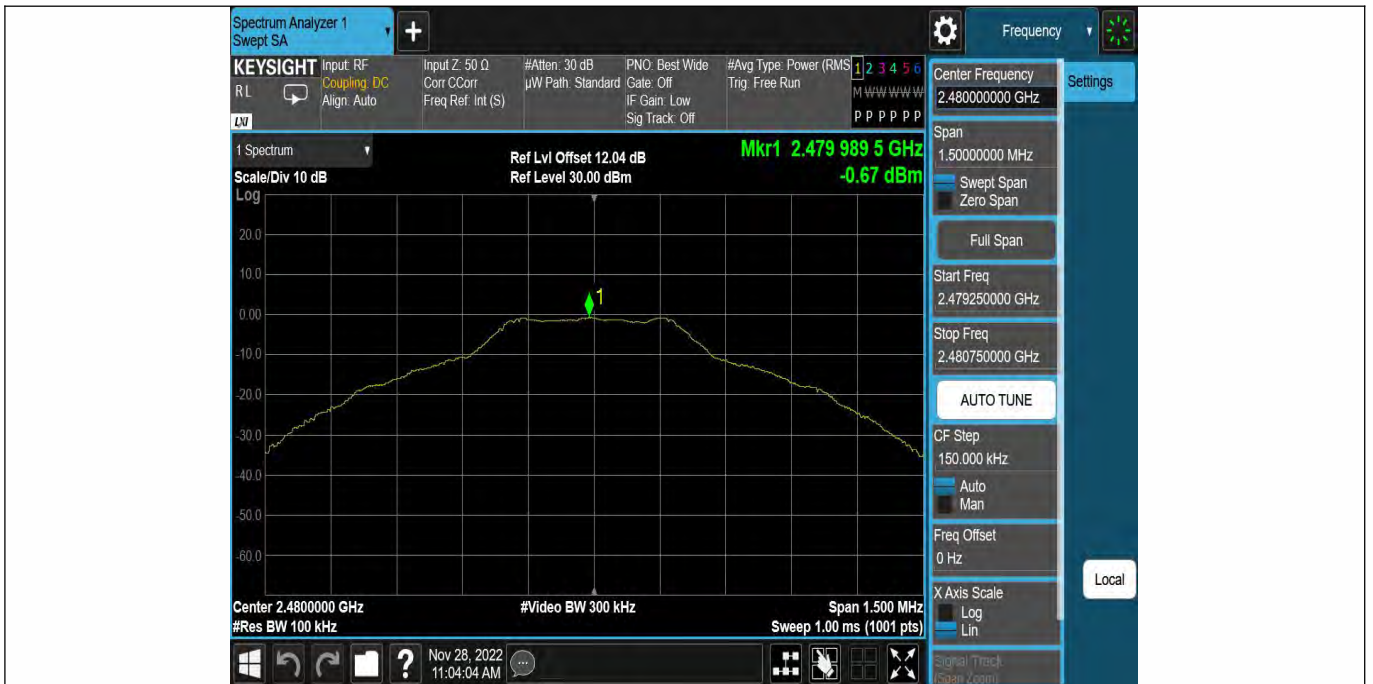 Spectrum Analyzer 1
Swept SA
+
Frequency
KEYSIGHT
RL
LXI
Input: RF
Coupling: DC
Align: Auto
Input Z: 50 Ω
Corr CCorr
Freq Ref: Int (S)
#Atten: 30 dB
µW Path: Standard
PNO: Best Wide
Gate: Off
IF Gain: Low
Sig Track: Off
#Avg Type: Power (RMS
Trig: Free Run
1 2 3 4 5 6
M W W W W W
P P P P P P
1 Spectrum
Scale/Div 10 dB
Log
Ref Lvl Offset 12.04 dB
Ref Level 30.00 dBm
Mkr1 2.479 989 5 GHz
-0.67 dBm
20.0
10.0
0.00
-10.0
-20.0
-30.0
-40.0
-50.0
-60.0
1
Center 2.4800000 GHz
#Res BW 100 kHz
#Video BW 300 kHz
Span 1.500 MHz
Sweep 1.00 ms (1001 pts)
Center Frequency
2.480000000 GHz
Settings
Span
1.50000000 MHz
Swept Span
Zero Span
Full Span
Start Freq
2.479250000 GHz
Stop Freq
2.480750000 GHz
AUTO TUNE
CF Step
150.000 kHz
Auto
Man
Freq Offset
0 Hz
X Axis Scale
Log
Lin
Signal Track
(Span Zoom)
Local
?
Nov 28, 2022
11:04:04 AM